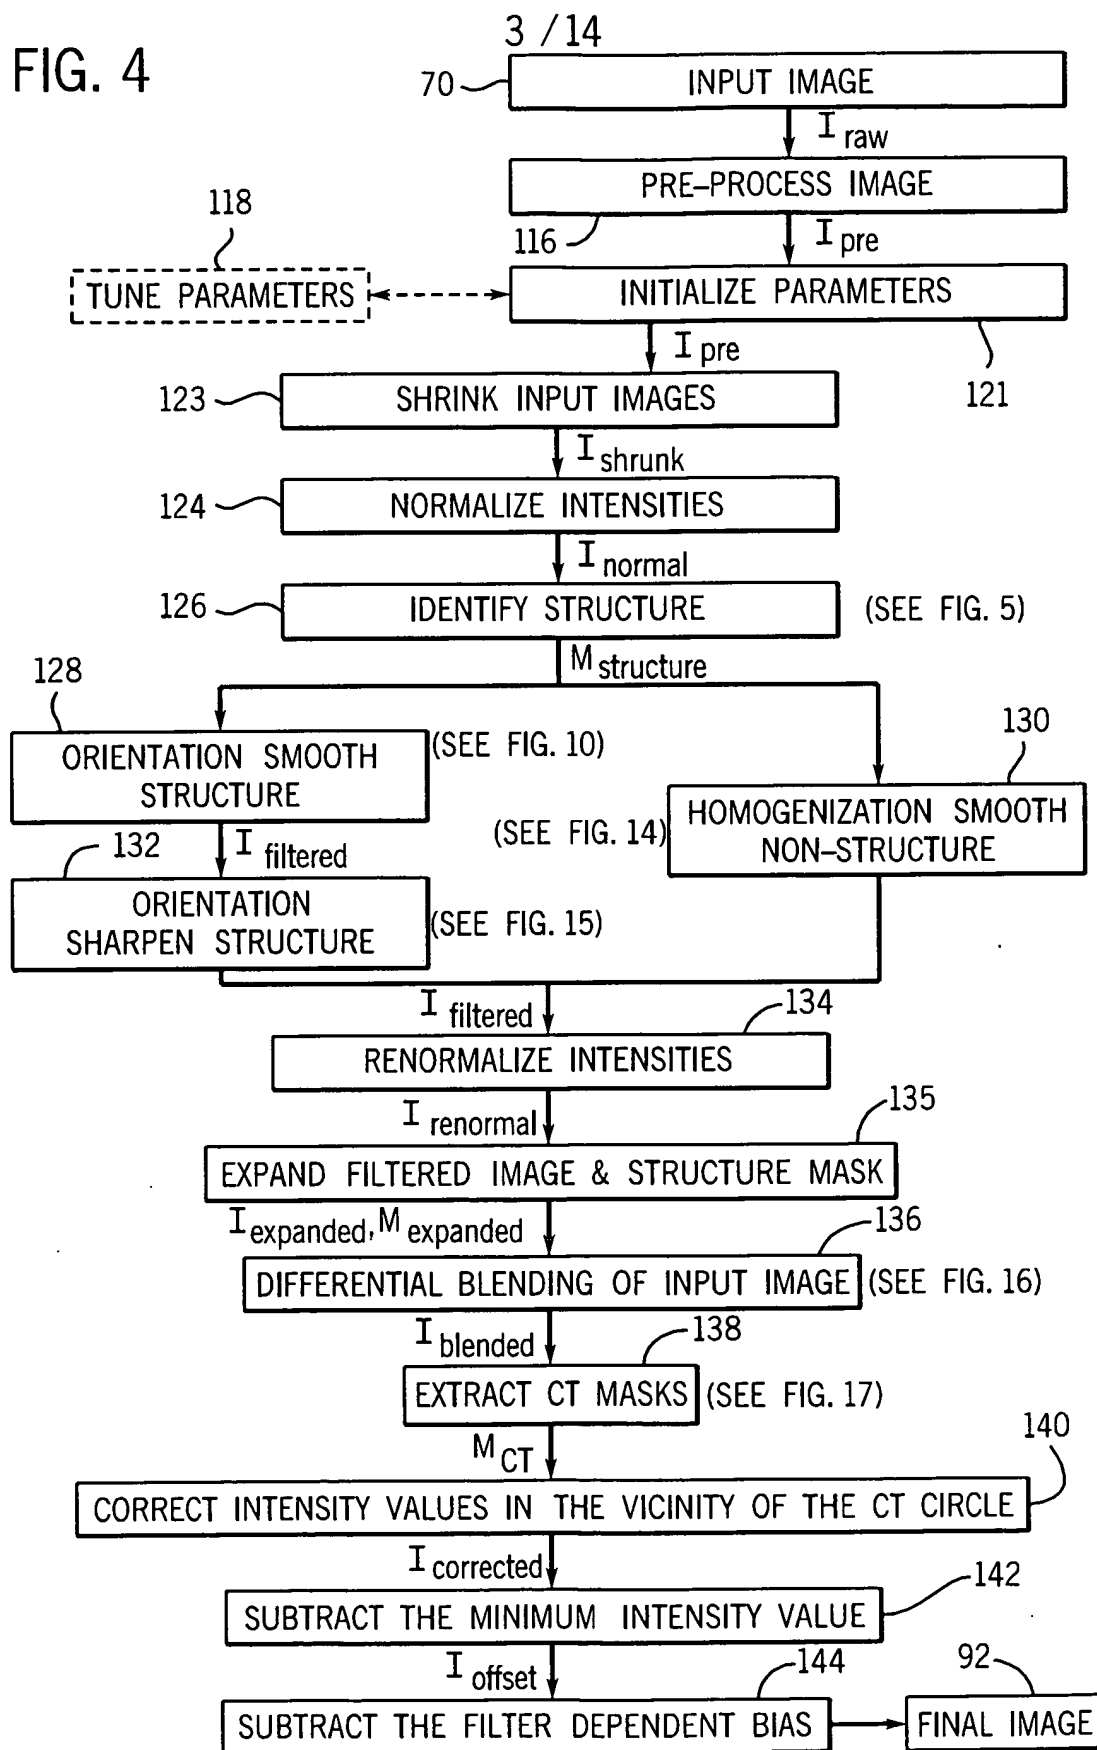 3 / 14
FIG. 4
70
INPUT IMAGE
I raw
PRE–PROCESS IMAGE
116
I pre
118
TUNE PARAMETERS
INITIALIZE PARAMETERS
121
I pre
123
SHRINK INPUT IMAGES
I shrunk
124
NORMALIZE INTENSITIES
I normal
126
IDENTIFY STRUCTURE
(SEE FIG. 5)
M structure
128
ORIENTATION SMOOTH
STRUCTURE
(SEE FIG. 10)
130
HOMOGENIZATION SMOOTH
NON–STRUCTURE
(SEE FIG. 14)
132
I filtered
ORIENTATION
SHARPEN STRUCTURE
(SEE FIG. 15)
I filtered
134
RENORMALIZE INTENSITIES
I renormal
135
EXPAND FILTERED IMAGE & STRUCTURE MASK
I expanded, M expanded
136
DIFFERENTIAL BLENDING OF INPUT IMAGE
(SEE FIG. 16)
I blended
138
EXTRACT CT MASKS
(SEE FIG. 17)
M CT
140
CORRECT INTENSITY VALUES IN THE VICINITY OF THE CT CIRCLE
I corrected
142
SUBTRACT THE MINIMUM INTENSITY VALUE
I offset
144
92
SUBTRACT THE FILTER DEPENDENT BIAS
FINAL IMAGE